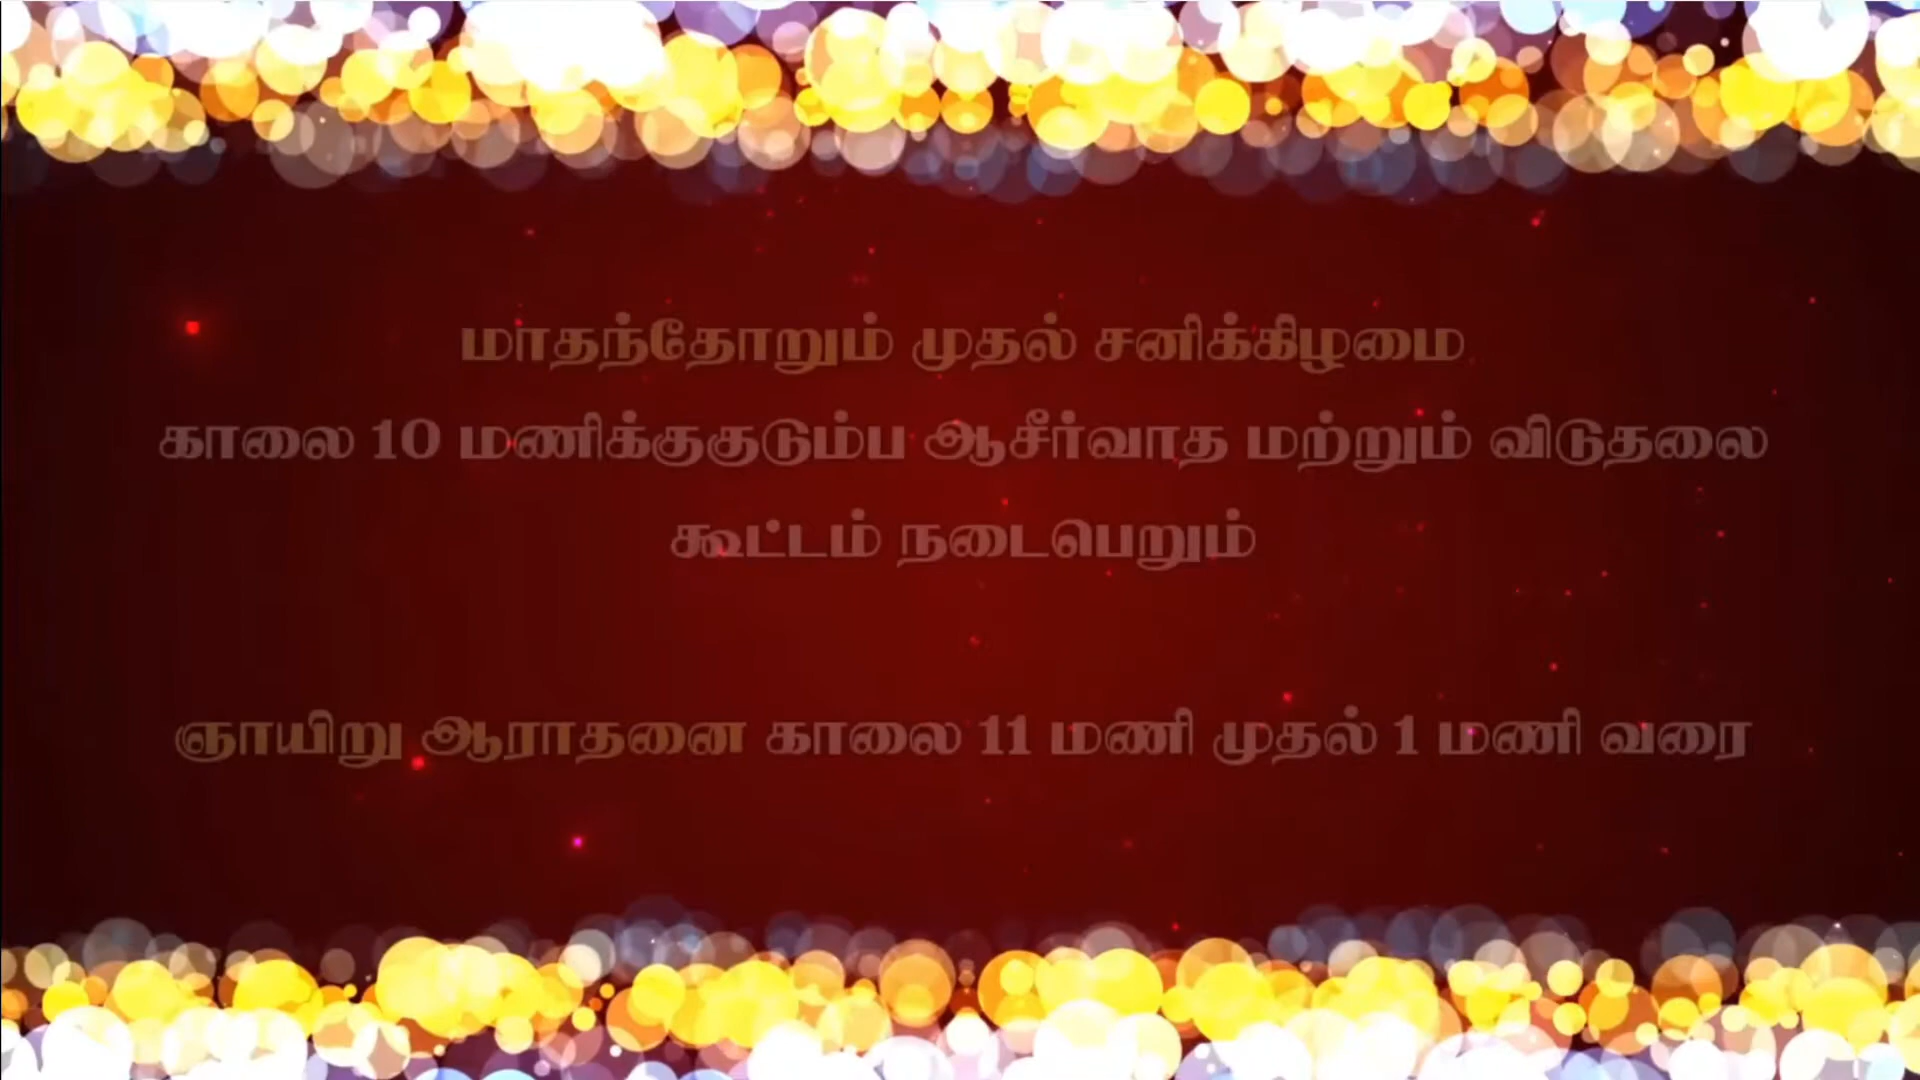 மாதந்தோறும் முதல் சனிக்கிழமை
காலை 10 மணிக்குகுடும்ப ஆசீர்வாத மற்றும் விடுதலை
கூட்டம் நடைபெறும்
ஞாயிறு ஆராதனை காலை 11 மணி முதல் 1 மணி வரை